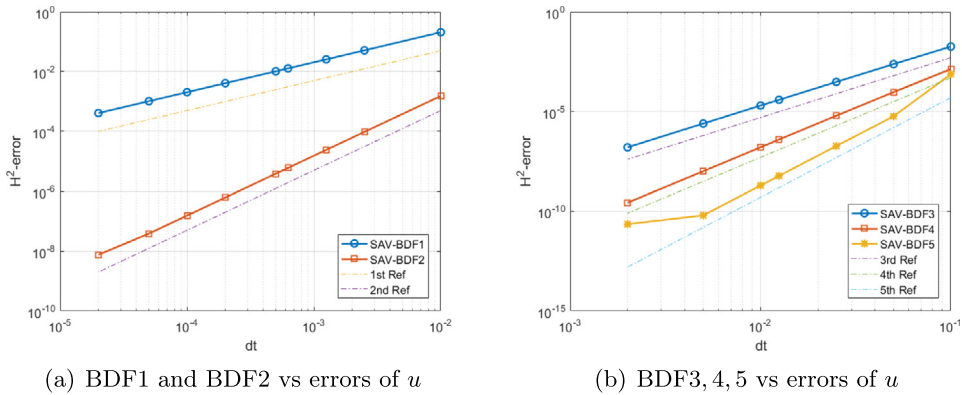 10^0
10^-2
10^-4
10^-6
10^-8
10^-10
H^2-error
10^-5
10^-4
10^-3
10^-2
dt
SAV-BDF1
SAV-BDF2
1st Ref
2nd Ref
(a) BDF1 and BDF2 vs errors of u
10^0
10^-5
10^-10
10^-15
H^2-error
10^-3
10^-2
10^-1
dt
SAV-BDF3
SAV-BDF4
SAV-BDF5
3rd Ref
4th Ref
5th Ref
(b) BDF3, 4, 5 vs errors of u